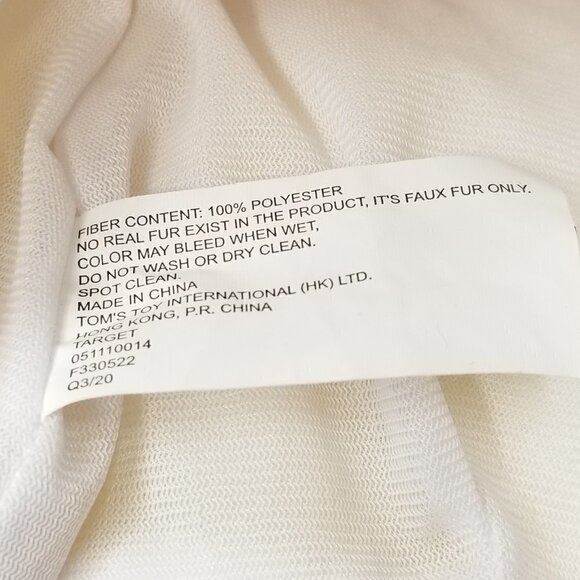 FIBER CONTENT: 100% POLYESTER
NO REAL FUR EXIST IN THE PRODUCT, IT'S FAUX FUR ONLY.
COLOR MAY BLEED WHEN WET,
DO NOT WASH OR DRY CLEAN.
SPOT CLEAN.
MADE IN CHINA
TOM'S TOY INTERNATIONAL (HK) LTD.
HONG KONG, P.R. CHINA
TARGET
051110014
F330522
Q3/20